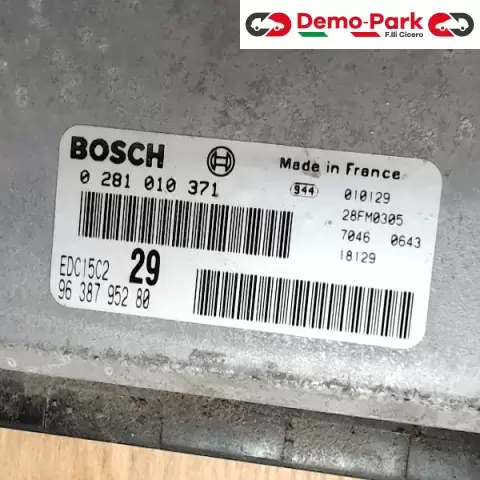 Demo-Park
F.lli Cicero
BOSCH
Made in France
0 281 010 371
944 010129
28FM0305
7046 0643
18129
EDC15C2 29
96 387 952 80